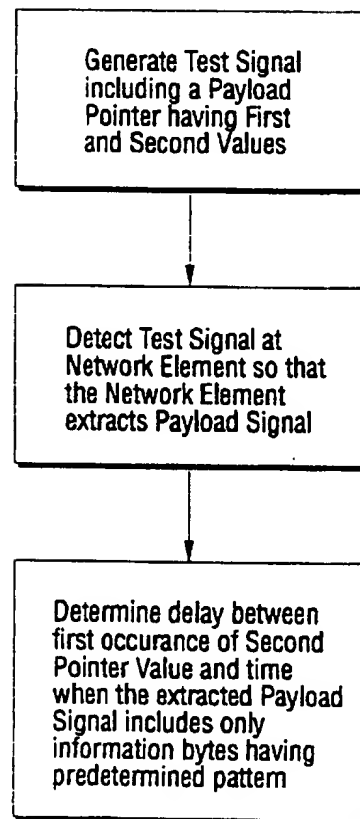 Generate Test Signal
including a Payload
Pointer having First
and Second Values
Detect Test Signal at
Network Element so that
the Network Element
extracts Payload Signal
Determine delay between
first occurance of Second
Pointer Value and time
when the extracted Payload
Signal includes only
information bytes having
predetermined pattern